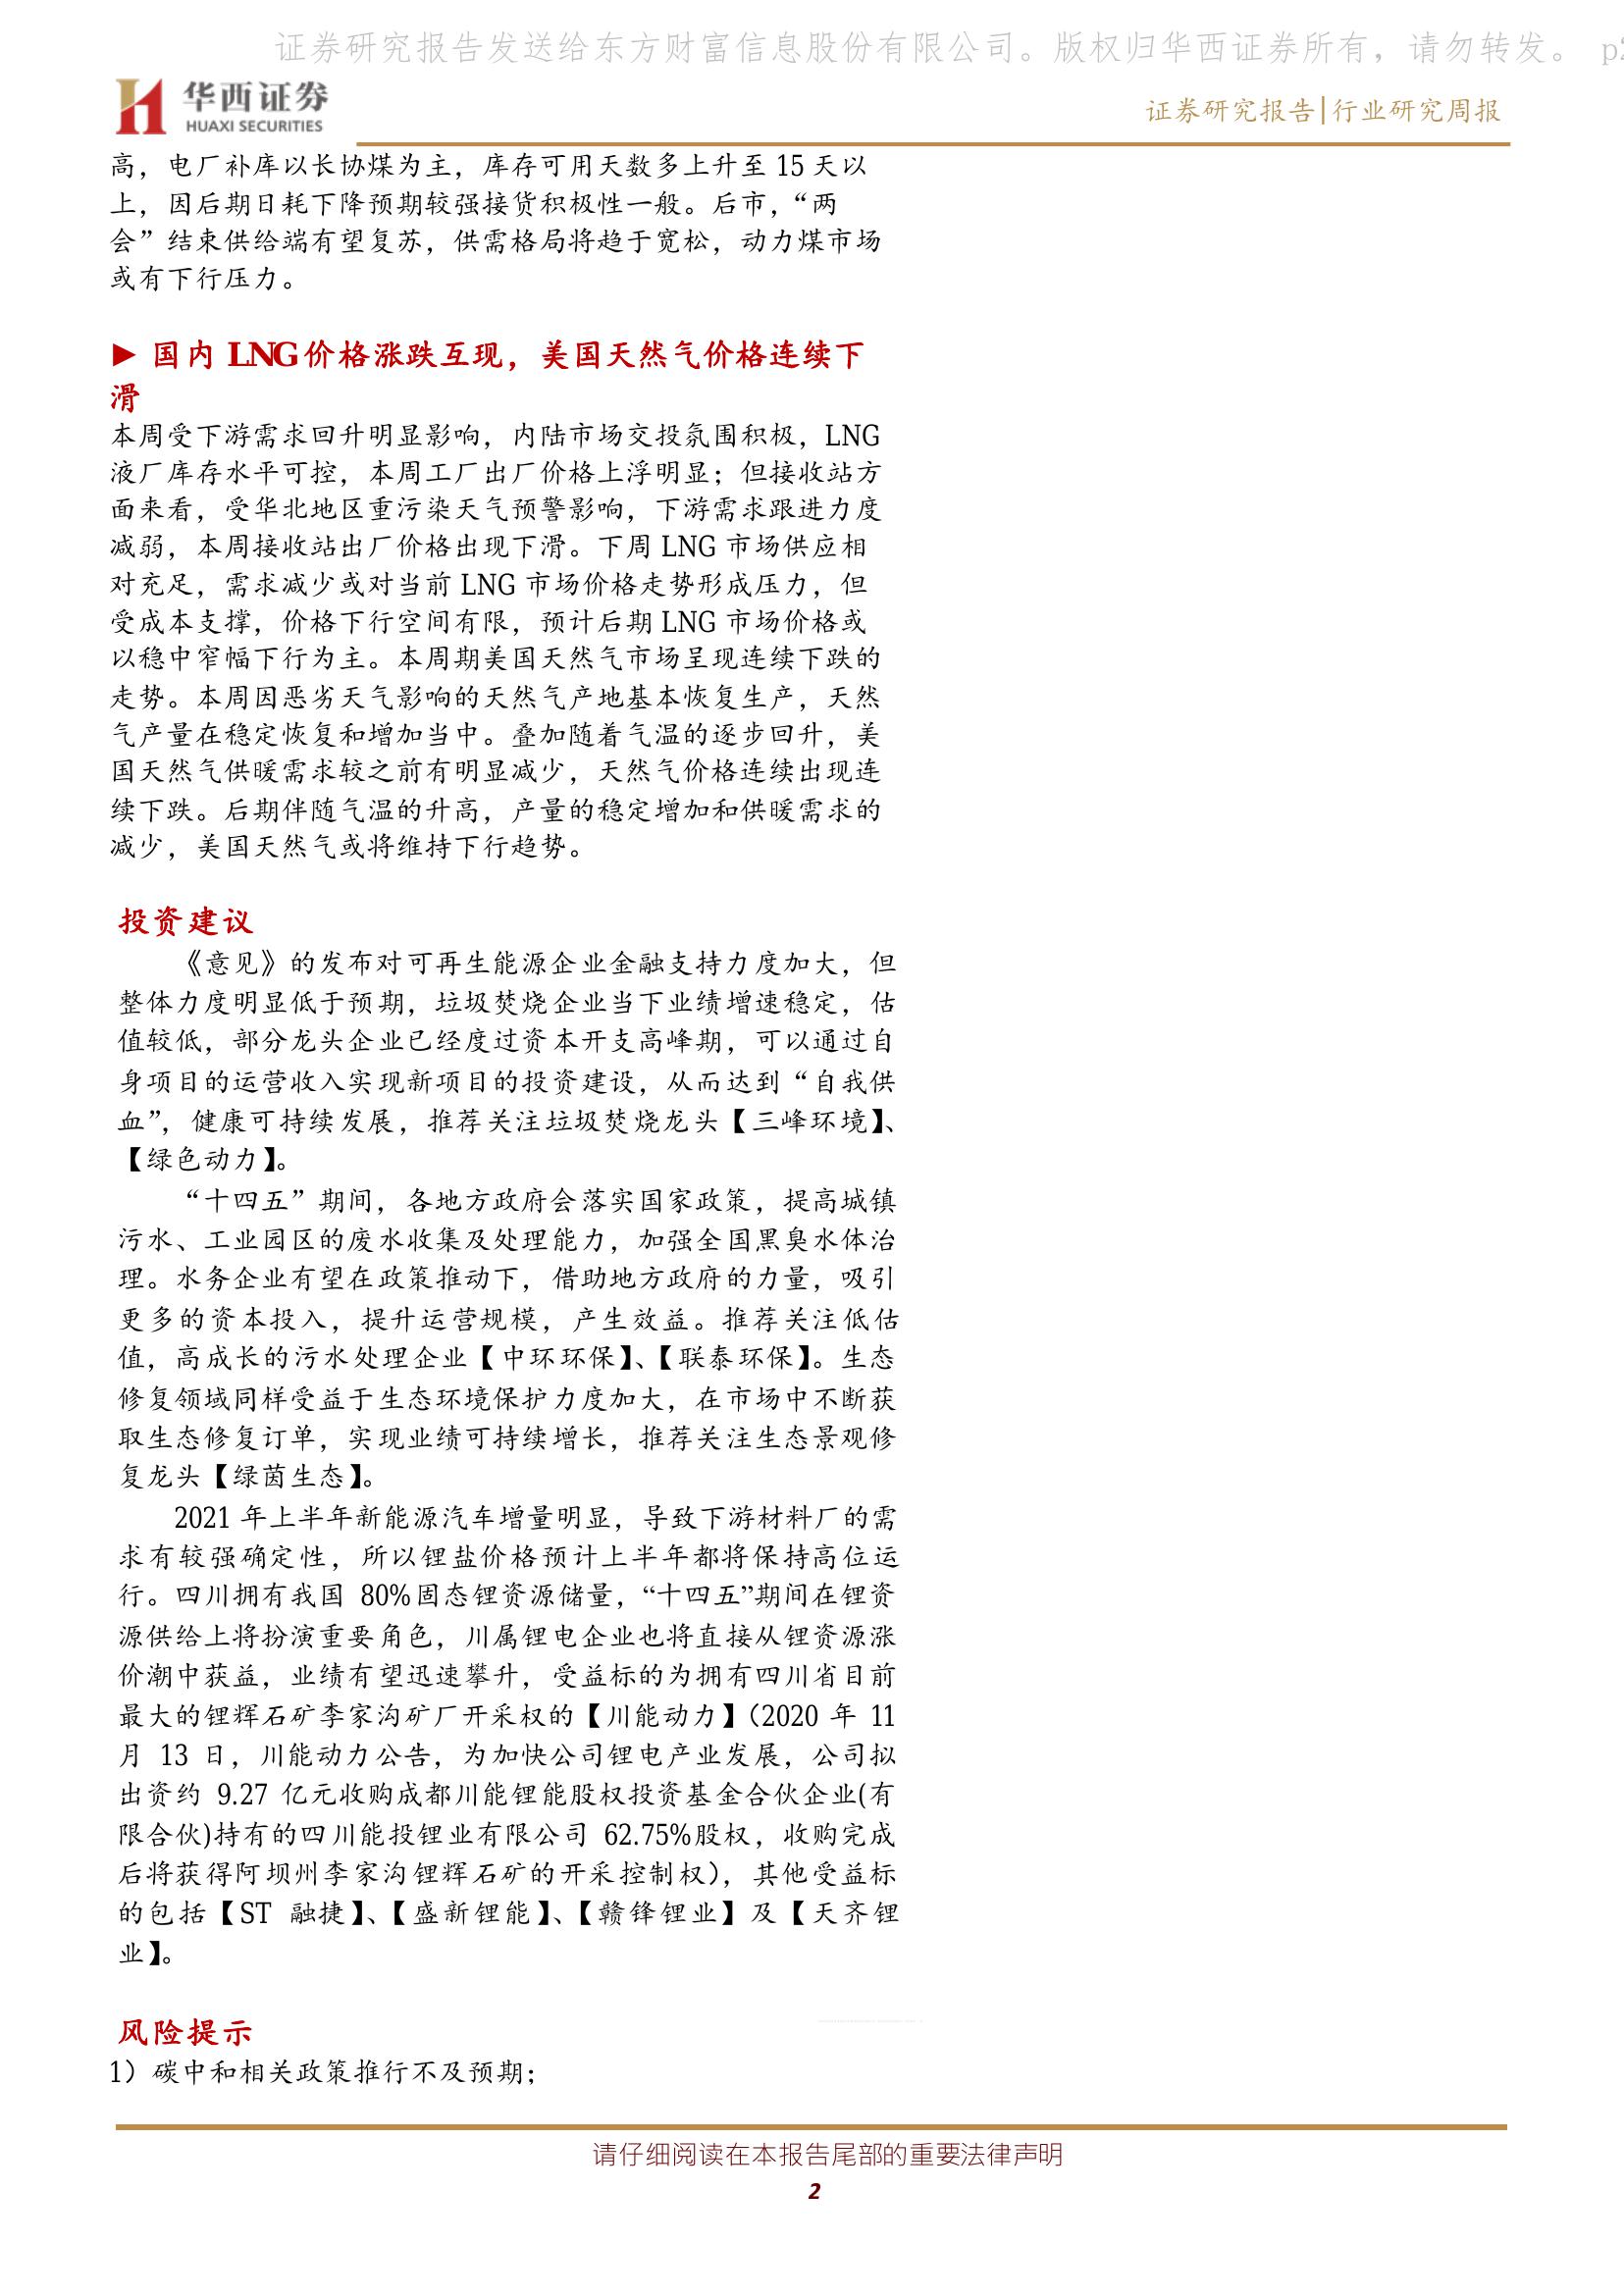 证券研究报告发送给东方财富信息股份有限公司。版权归华西证券所有，请勿转发。 p2
华西证券
HUAXI SECURITIES
证券研究报告|行业研究周报
高，电厂补库以长协煤为主，库存可用天数多上升至 15 天以
上，因后期日耗下降预期较强接货积极性一般。后市，“两
会”结束供给端有望复苏，供需格局将趋于宽松，动力煤市场
或有下行压力。
► 国内 LNG 价格涨跌互现，美国天然气价格连续下
滑
本周受下游需求回升明显影响，内陆市场交投氛围积极，LNG
液厂库存水平可控，本周工厂出厂价格上浮明显；但接收站方
面来看，受华北地区重污染天气预警影响，下游需求跟进力度
减弱，本周接收站出厂价格出现下滑。下周 LNG 市场供应相
对充足，需求减少或对当前 LNG 市场价格走势形成压力，但
受成本支撑，价格下行空间有限，预计后期 LNG 市场价格或
以稳中窄幅下行为主。本周期美国天然气市场呈现连续下跌的
走势。本周因恶劣天气影响的天然气产地基本恢复生产，天然
气产量在稳定恢复和增加当中。叠加随着气温的逐步回升，美
国天然气供暖需求较之前有明显减少，天然气价格连续出现连
续下跌。后期伴随气温的升高，产量的稳定增加和供暖需求的
减少，美国天然气或将维持下行趋势。
投资建议
《意见》的发布对可再生能源企业金融支持力度加大，但
整体力度明显低于预期，垃圾焚烧企业当下业绩增速稳定，估
值较低，部分龙头企业已经度过资本开支高峰期，可以通过自
身项目的运营收入实现新项目的投资建设，从而达到“自我供
血”，健康可持续发展，推荐关注垃圾焚烧龙头【三峰环境】、
【绿色动力】。
“十四五”期间，各地方政府会落实国家政策，提高城镇
污水、工业园区的废水收集及处理能力，加强全国黑臭水体治
理。水务企业有望在政策推动下，借助地方政府的力量，吸引
更多的资本投入，提升运营规模，产生效益。推荐关注低估
值，高成长的污水处理企业【中环环保】、【联泰环保】。生态
修复领域同样受益于生态环境保护力度加大，在市场中不断获
取生态修复订单，实现业绩可持续增长，推荐关注生态景观修
复龙头【绿茵生态】。
2021 年上半年新能源汽车增量明显，导致下游材料厂的需
求有较强确定性，所以锂盐价格预计上半年都将保持高位运
行。四川拥有我国 80%固态锂资源储量，“十四五”期间在锂资
源供给上将扮演重要角色，川属锂电企业也将直接从锂资源涨
价潮中获益，业绩有望迅速攀升，受益标的为拥有四川省目前
最大的锂辉石矿李家沟矿厂开采权的【川能动力】（2020 年 11
月 13 日，川能动力公告，为加快公司锂电产业发展，公司拟
出资约 9.27 亿元收购成都川能锂能股权投资基金合伙企业(有
限合伙)持有的四川能投锂业有限公司 62.75%股权，收购完成
后将获得阿坝州李家沟锂辉石矿的开采控制权），其他受益标
的包括【ST 融捷】、【盛新锂能】、【赣锋锂业】及【天齐锂
业】。
风险提示
1）碳中和相关政策推行不及预期；
请仔细阅读在本报告尾部的重要法律声明
2